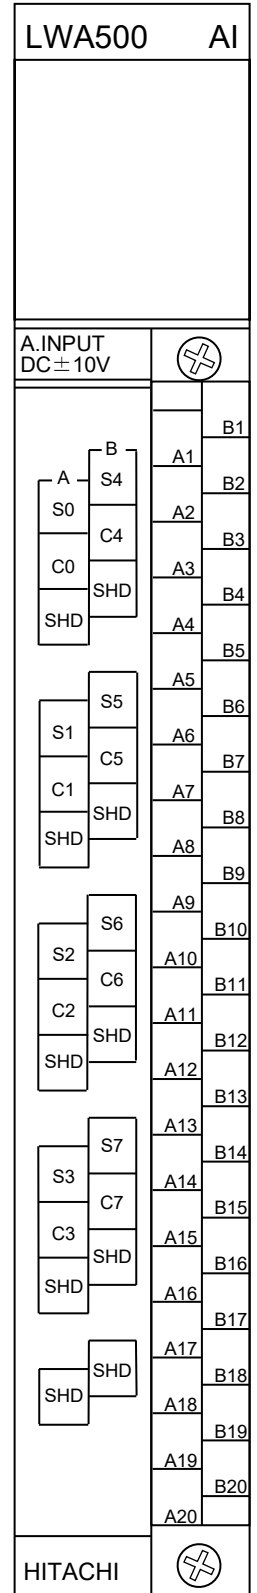 LWA500 AI
A.INPUT
DC±10V
B1
B
A1
A S4
B2
S0
A2
C4
B3
C0
A3
SHD
B4
SHD
A4
B5
A5
S5
B6
S1
A6
C5
B7
C1
A7
SHD
B8
SHD
A8
B9
A9
S6
B10
S2
A10
C6
B11
C2
A11
SHD
B12
SHD
A12
B13
A13
S7
B14
S3
A14
C7
B15
C3
A15
SHD
B16
SHD
A16
B17
A17
SHD
B18
SHD
A18
B19
A19
B20
A20
HITACHI